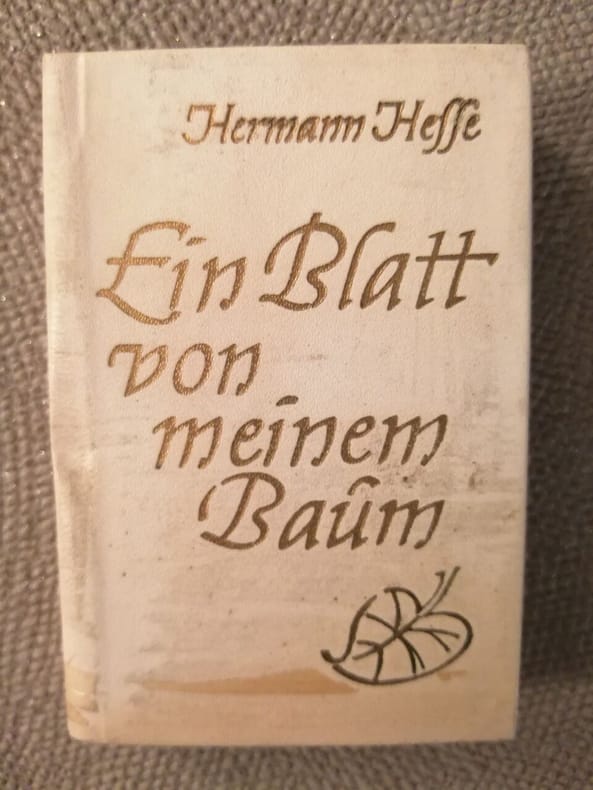 Hermann Hesse
Ein Blatt
von
meinem
Baum